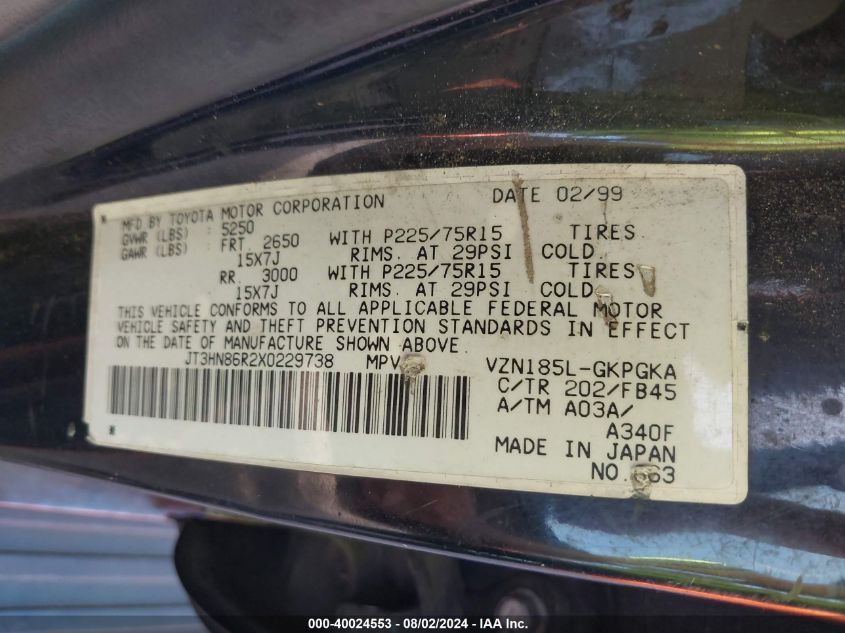 MFD BY TOYOTA MOTOR CORPORATION DATE 02/99
GVWR (LBS) : 5250
GAWR (LBS) : FRT. 2650 WITH P225/75R15 TIRES
15X7J RIMS. AT 29PSI COLD.
RR. 3000 WITH P225/75R15 TIRES
15X7J RIMS. AT 29PSI COLD.
THIS VEHICLE CONFORMS TO ALL APPLICABLE FEDERAL MOTOR
VEHICLE SAFETY AND THEFT PREVENTION STANDARDS IN EFFECT
ON THE DATE OF MANUFACTURE SHOWN ABOVE.
JT3HN86R2X0229738 MPV VZN185L-GKPGKA
C/TR 202/FB45
A/TM A03A/
A340F
MADE IN JAPAN
NO.
000-40024553 - 08/02/2024 - IAA Inc.